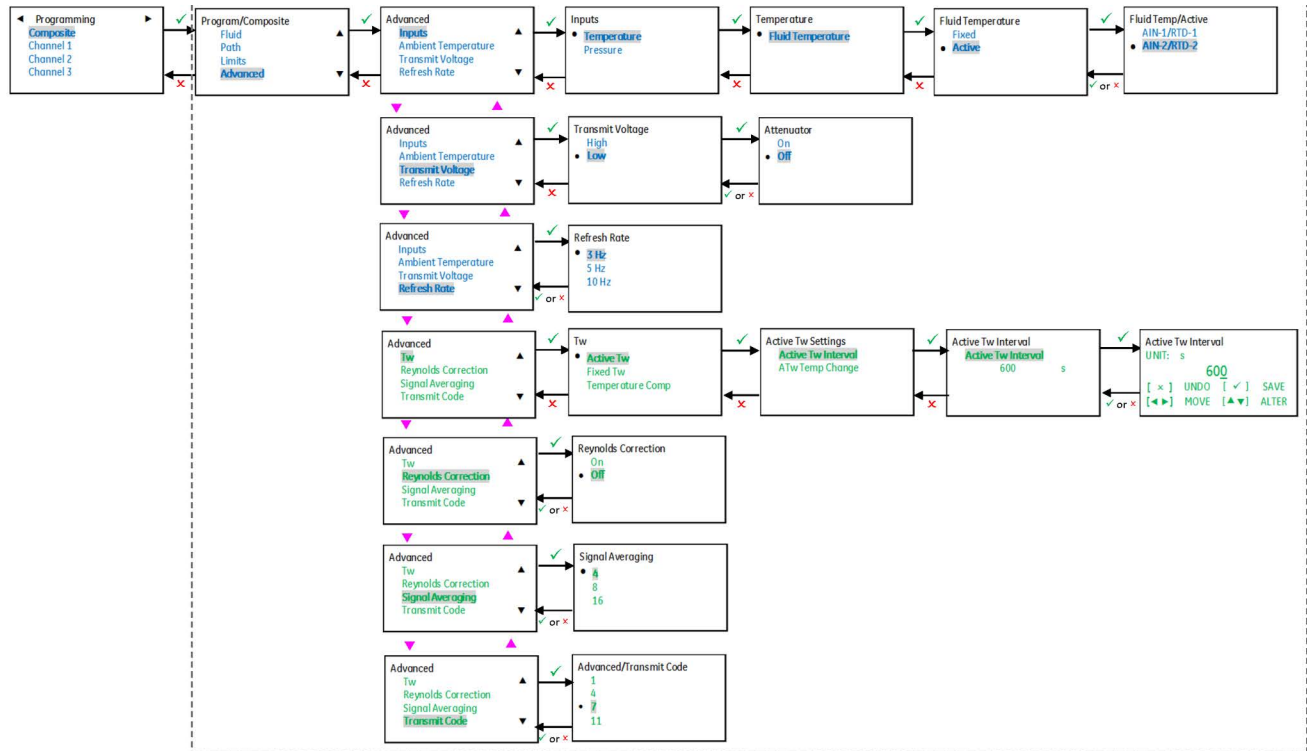 ◄ Programming ►
Composite
Channel 1
Channel 2
Channel 3
✓
×
Program/Composite
Fluid ▲
Path
Limits
Advanced ▼
✓
×
Advanced
Inputs ▲
Ambient Temperature
Transmit Voltage
Refresh Rate ▼
✓
×
Inputs
• Temperature
Pressure
✓
×
Temperature
• Fluid Temperature
✓
×
Fluid Temperature
Fixed
• Active
✓
✓ or ×
Fluid Temp/Active
AIN-1/RTD-1
• AIN-2/RTD-2
▼ ▲
Advanced
Inputs ▲
Ambient Temperature
Transmit Voltage
Refresh Rate ▼
✓
×
Transmit Voltage
High
• Low
✓
✓ or ×
Attenuator
On
• Off
▼ ▲
Advanced
Inputs ▲
Ambient Temperature
Transmit Voltage
Refresh Rate ▼
✓
✓ or ×
Refresh Rate
• 3 Hz
5 Hz
10 Hz
▼ ▲
Advanced
Tw ▲
Reynolds Correction
Signal Averaging
Transmit Code ▼
✓
×
Tw
• Active Tw
Fixed Tw
Temperature Comp
✓
×
Active Tw Settings
Active Tw Interval
ATw Temp Change
✓
×
Active Tw Interval
Active Tw Interval
600 s
✓
✓ or ×
Active Tw Interval
UNIT: s
600
[ × ] UNDO [ ✓ ] SAVE
[◄ ►] MOVE [▲ ▼] ALTER
▼ ▲
Advanced
Tw ▲
Reynolds Correction
Signal Averaging
Transmit Code ▼
✓
✓ or ×
Reynolds Correction
On
• Off
▼ ▲
Advanced
Tw ▲
Reynolds Correction
Signal Averaging
Transmit Code ▼
✓
✓ or ×
Signal Averaging
• 4
8
16
▼ ▲
Advanced
Tw ▲
Reynolds Correction
Signal Averaging
Transmit Code ▼
✓
✓ or ×
Advanced/Transmit Code
1
4
• 7
11